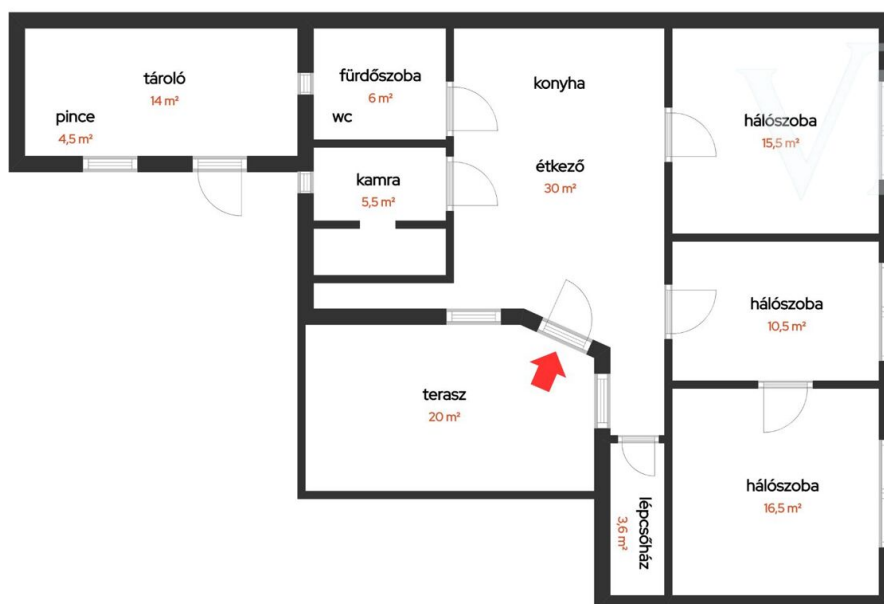 tároló
14 m²
pince
4,5 m²
fürdőszoba
6 m²
wc
konyha
hálószoba
15,5 m²
étkező
30 m²
kamra
5,5 m²
hálószoba
10,5 m²
terasz
20 m²
lépcsőház
3,6 m²
hálószoba
16,5 m²